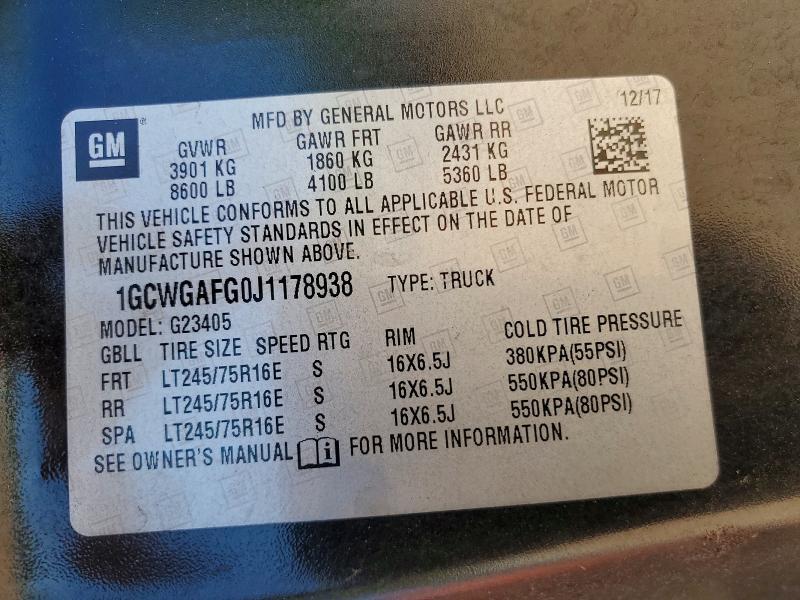 GM
MFD BY GENERAL MOTORS LLC
12/17
GVWR GAWR FRT GAWR RR
3901 KG 1860 KG 2431 KG
8600 LB 4100 LB 5360 LB
THIS VEHICLE CONFORMS TO ALL APPLICABLE U.S. FEDERAL MOTOR
VEHICLE SAFETY STANDARDS IN EFFECT ON THE DATE OF
MANUFACTURE SHOWN ABOVE.
1GCWGAFG0J1178938 TYPE: TRUCK
MODEL: G23405
GBLL TIRE SIZE SPEED RTG RIM COLD TIRE PRESSURE
FRT LT245/75R16E S 16X6.5J 380KPA(55PSI)
RR LT245/75R16E S 16X6.5J 550KPA(80PSI)
SPA LT245/75R16E S 16X6.5J 550KPA(80PSI)
SEE OWNER'S MANUAL i FOR MORE INFORMATION.